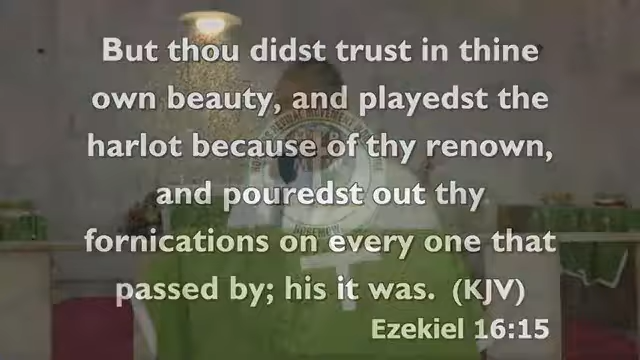 But thou didst trust in thine
own beauty, and playedst the
harlot because of thy renown,
and pouredst out thy
fornications on every one that
passed by; his it was. (KJV)
Ezekiel 16:15